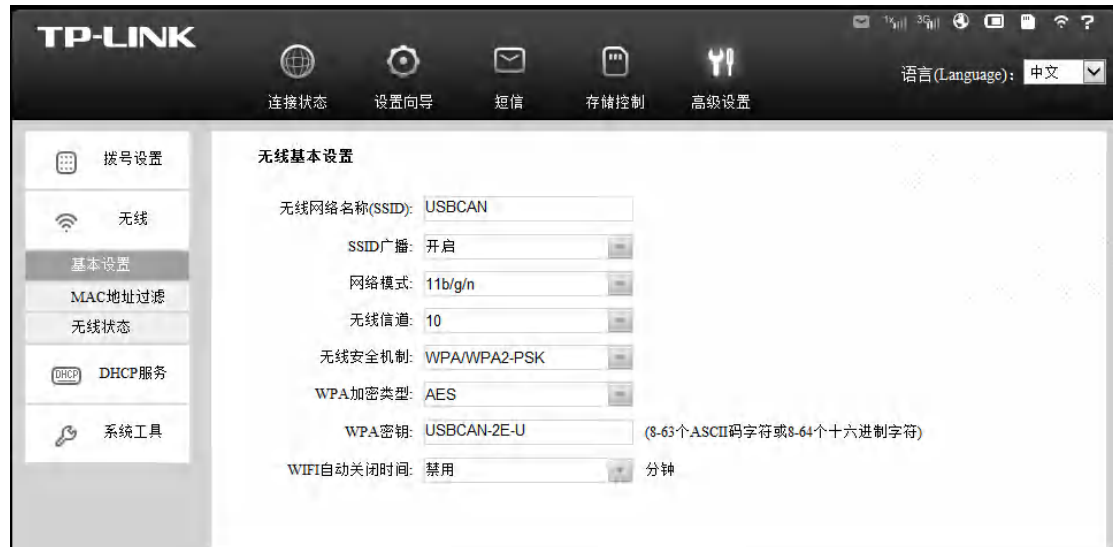 TP-LINK
1x 3G ?
语言(Language): 中文
连接状态 设置向导 短信 存储控制 高级设置
拨号设置
无线
基本设置
MAC地址过滤
无线状态
DHCP DHCP服务
系统工具
无线基本设置
无线网络名称(SSID): USBCAN
SSID广播: 开启
网络模式: 11b/g/n
无线信道: 10
无线安全机制: WPA/WPA2-PSK
WPA加密类型: AES
WPA密钥: USBCAN-2E-U (8-63个ASCII码字符或8-64个十六进制字符)
WIFI自动关闭时间: 禁用 分钟